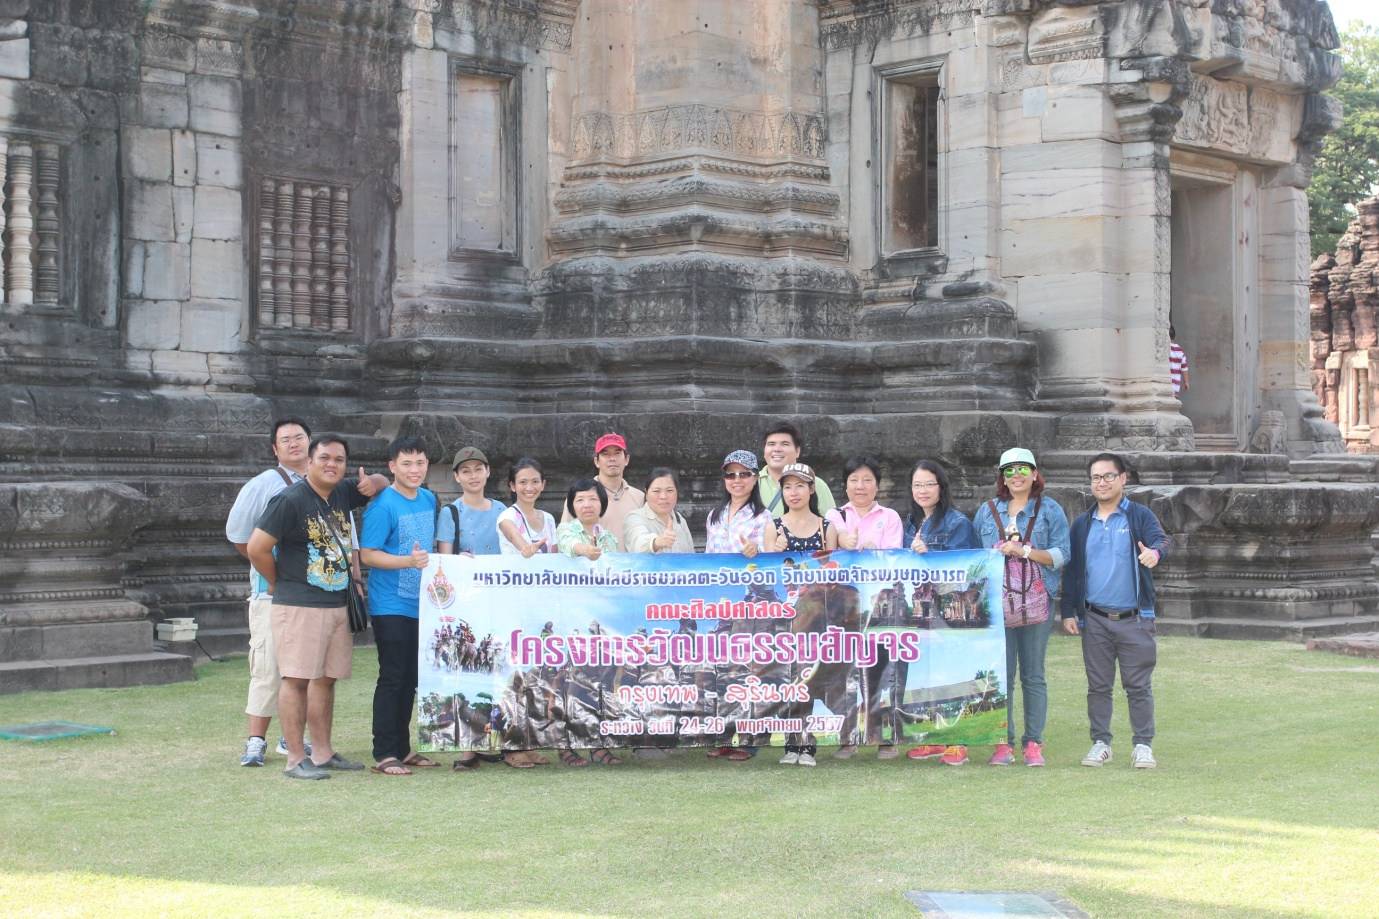 มหาวิทยาลัยเทคโนโลยีราชมงคลตะวันออก วิทยาเขตจักรพงษภูวนารถ
คณะศิลปศาสตร์
โครงการวัฒนธรรมสัญจร
กรุงเทพ - สุรินทร์
ระหว่าง วันที่ 24-26 พฤศจิกายน 2557